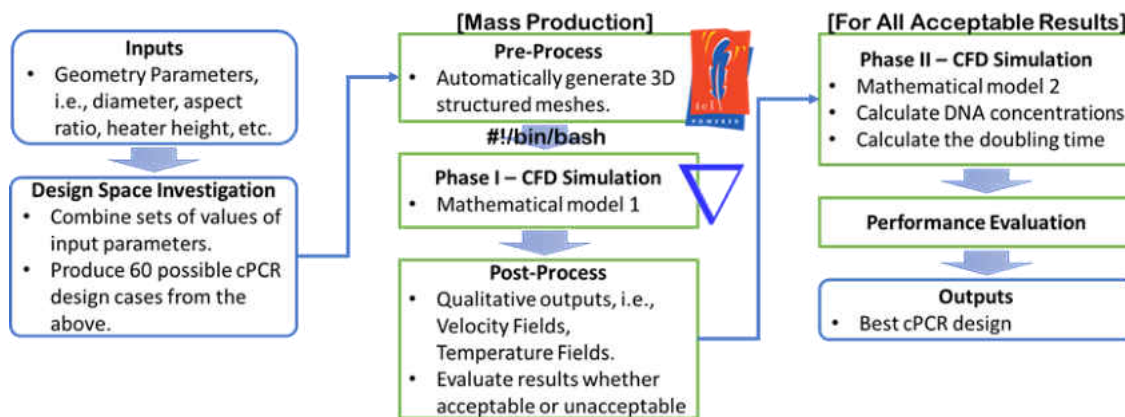 Inputs
• Geometry Parameters,
i.e., diameter, aspect
ratio, heater height, etc.
Design Space Investigation
• Combine sets of values of
input parameters.
• Produce 60 possible cPCR
design cases from the
above.
[Mass Production]
Pre-Process
• Automatically generate 3D
structured meshes.
tcl
POWERED
#!/bin/bash
Phase I – CFD Simulation
• Mathematical model 1
Post-Process
• Qualitative outputs, i.e.,
Velocity Fields,
Temperature Fields.
• Evaluate results whether
acceptable or unacceptable
[For All Acceptable Results]
Phase II – CFD Simulation
• Mathematical model 2
• Calculate DNA concentrations
• Calculate the doubling time
Performance Evaluation
Outputs
• Best cPCR design